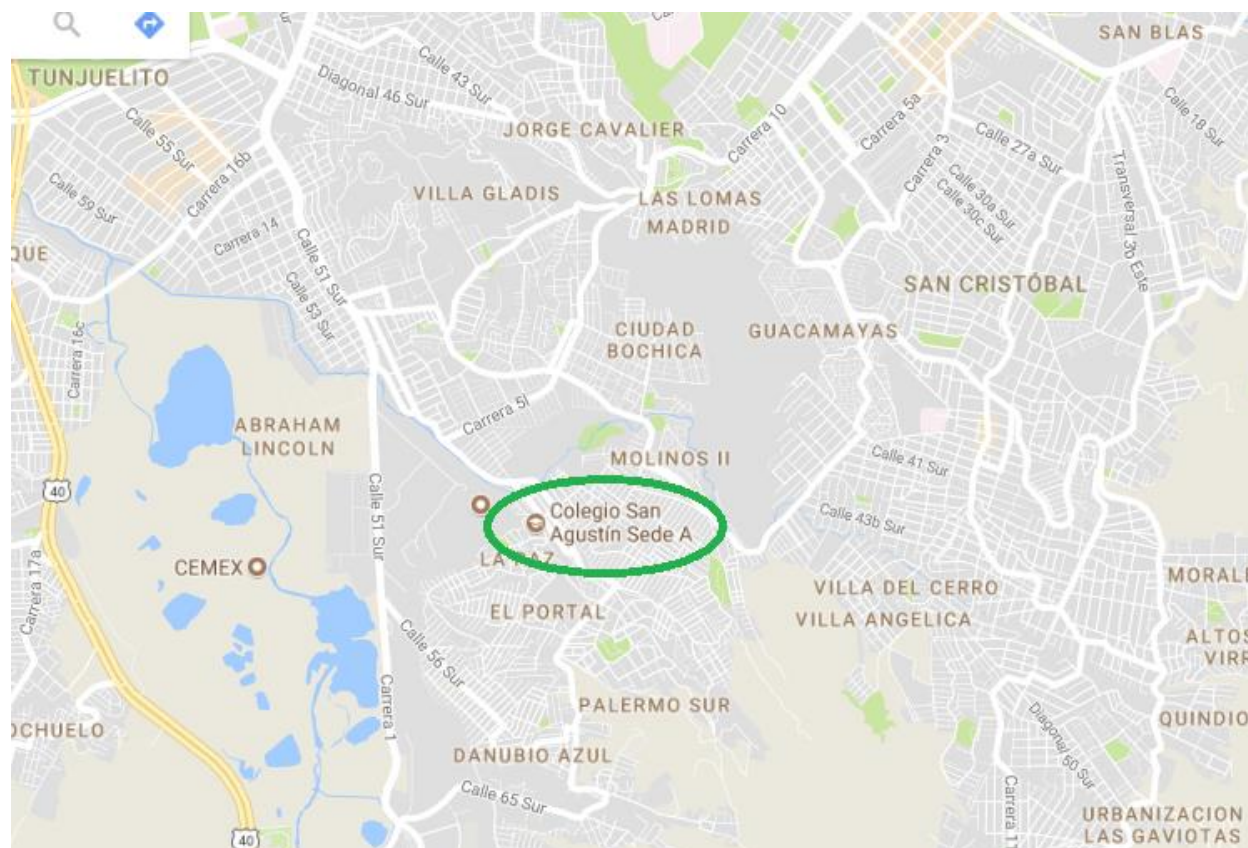 SAN BLAS
TUNJUELITO
Calle 43 Sur
Diagonal 46 Sur
Calle 18 Sur
Carrera 5a
Carrera 10
JORGE CAVALIER
Calle 55 Sur
Calle 27a Sur
Carrera 3
Carrera 16b
Transversal 3b Este
Calle 59 Sur
VILLA GLADIS
LAS LOMAS
Calle 30a Sur
Calle 30c Sur
MADRID
Carrera 14
QUE
Calle 51 Sur
SAN CRISTÓBAL
Calle 53 Sur
CIUDAD
BOCHICA
GUACAMAYAS
Carrera 16c
Carrera 5i
ABRAHAM
LINCOLN
MOLINOS II
Calle 41 Sur
40
Calle 51 Sur
Colegio San
Agustín Sede A
Calle 43b Sur
LA PAZ
CEMEX
Carrera 17a
MORALE
VILLA DEL CERRO
EL PORTAL
VILLA ANGELICA
ALTOS
VIRR
Calle 56 Sur
Carrera 1
PALERMO SUR
OCHUELO
QUINDIO
Diagonal 60 Sur
DANUBIO AZUL
Calle 65 Sur
Carrera 11
URBANIZACION
LAS GAVIOTAS
40